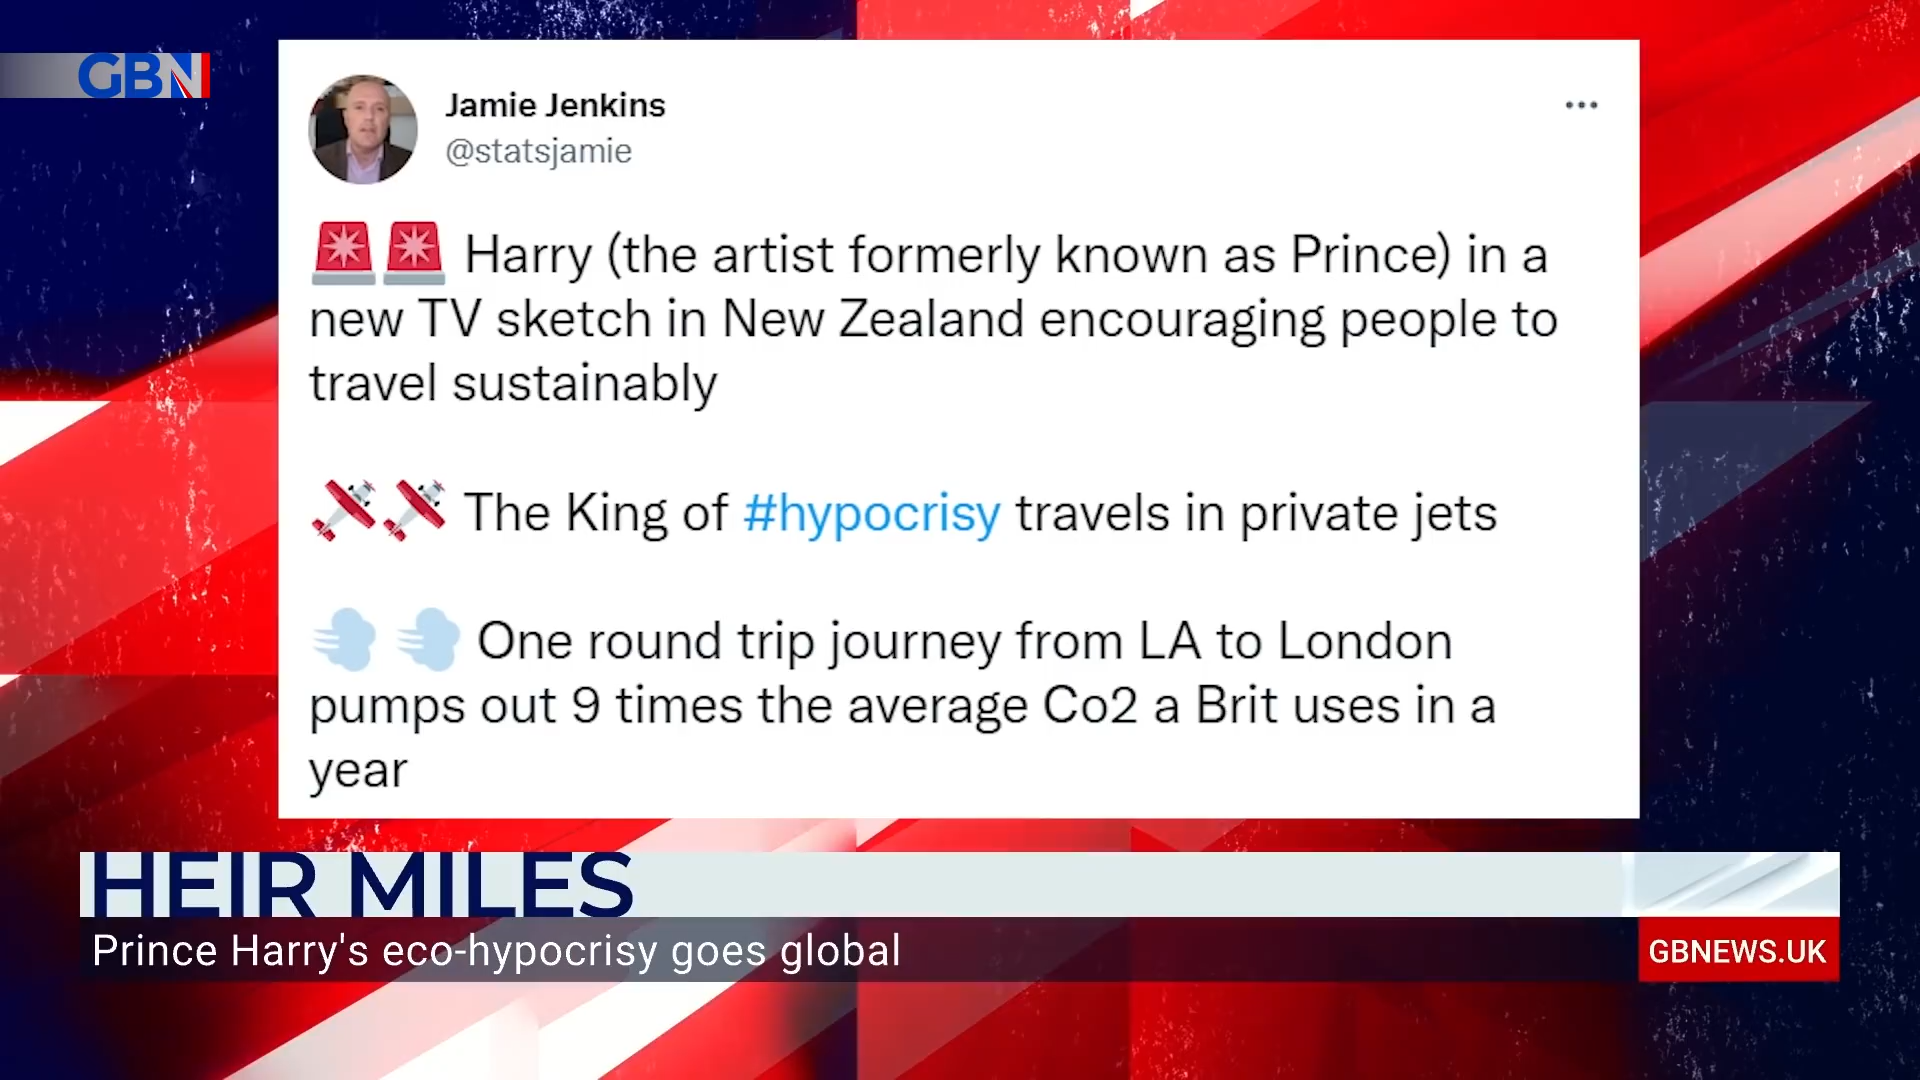 GBN
Jamie Jenkins
@statsjamie
🚨🚨 Harry (the artist formerly known as Prince) in a
new TV sketch in New Zealand encouraging people to
travel sustainably
🛩🛩 The King of #hypocrisy travels in private jets
💨 💨 One round trip journey from LA to London
pumps out 9 times the average Co2 a Brit uses in a
year
HEIR MILES
Prince Harry's eco-hypocrisy goes global
GBNEWS.UK